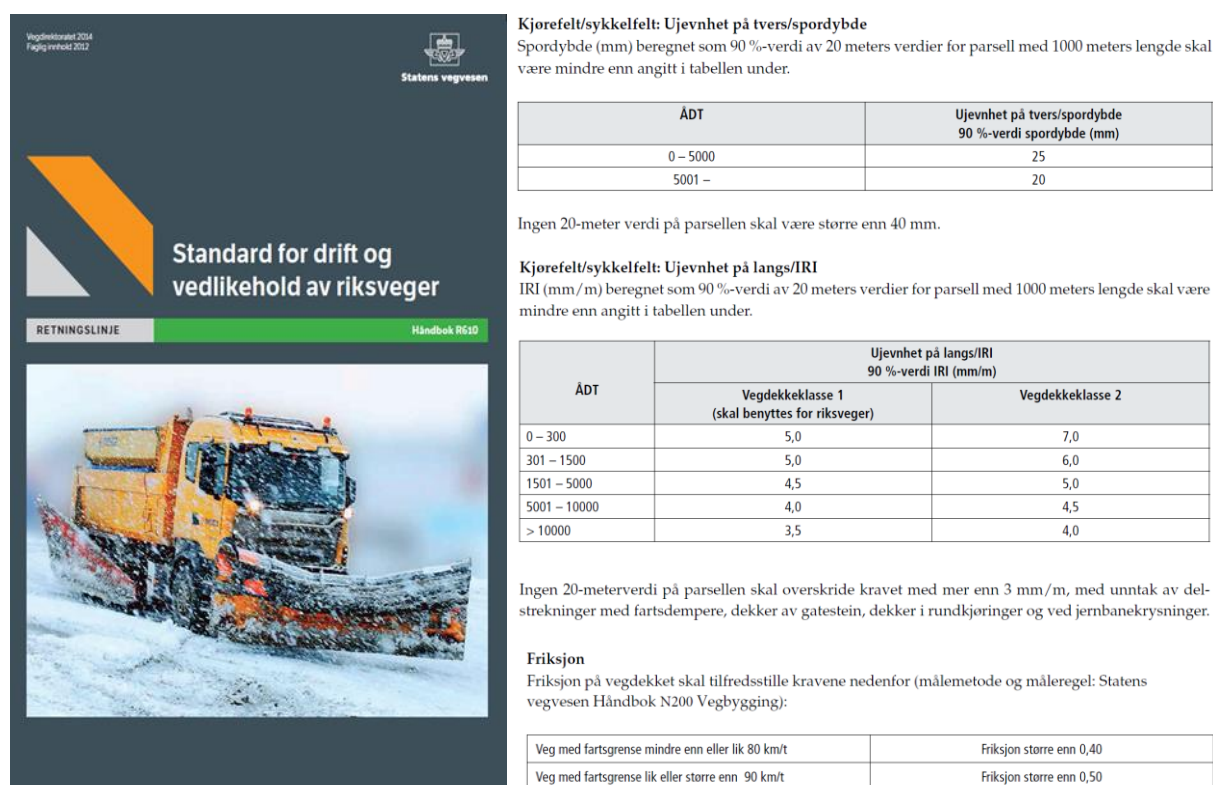 Vegdirektoratet 2014
Faglig innhold 2012
Statens vegvesen
Standard for drift og
vedlikehold av riksveger
RETNINGSLINJE
Håndbok R610
Kjørefelt/sykkelfelt: Ujevnhet på tvers/spordybde
Spordybde (mm) beregnet som 90 %-verdi av 20 meters verdier for parsell med 1000 meters lengde skal
være mindre enn angitt i tabellen under.
ÅDT
Ujevnhet på tvers/spordybde
90 %-verdi spordybde (mm)
0 – 5000 25
5001 – 20
Ingen 20-meter verdi på parsellen skal være større enn 40 mm.
Kjørefelt/sykkelfelt: Ujevnhet på langs/IRI
IRI (mm/m) beregnet som 90 %-verdi av 20 meters verdier for parsell med 1000 meters lengde skal være
mindre enn angitt i tabellen under.
ÅDT
Ujevnhet på langs/IRI
90 %-verdi IRI (mm/m)
Vegdekkeklasse 1
(skal benyttes for riksveger)
Vegdekkeklasse 2
0 – 300 5,0 7,0
301 – 1500 5,0 6,0
1501 – 5000 4,5 5,0
5001 – 10000 4,0 4,5
> 10000 3,5 4,0
Ingen 20-meterverdi på parsellen skal overskride kravet med mer enn 3 mm/m, med unntak av del-
strekninger med fartsdempere, dekker av gatestein, dekker i rundkjøringer og ved jernbanekrysninger.
Friksjon
Friksjon på vegdekket skal tilfredsstille kravene nedenfor (målemetode og måleregel: Statens
vegvesen Håndbok N200 Vegbygging):
Veg med fartsgrense mindre enn eller lik 80 km/t Friksjon større enn 0,40
Veg med fartsgrense lik eller større enn 90 km/t Friksjon større enn 0,50